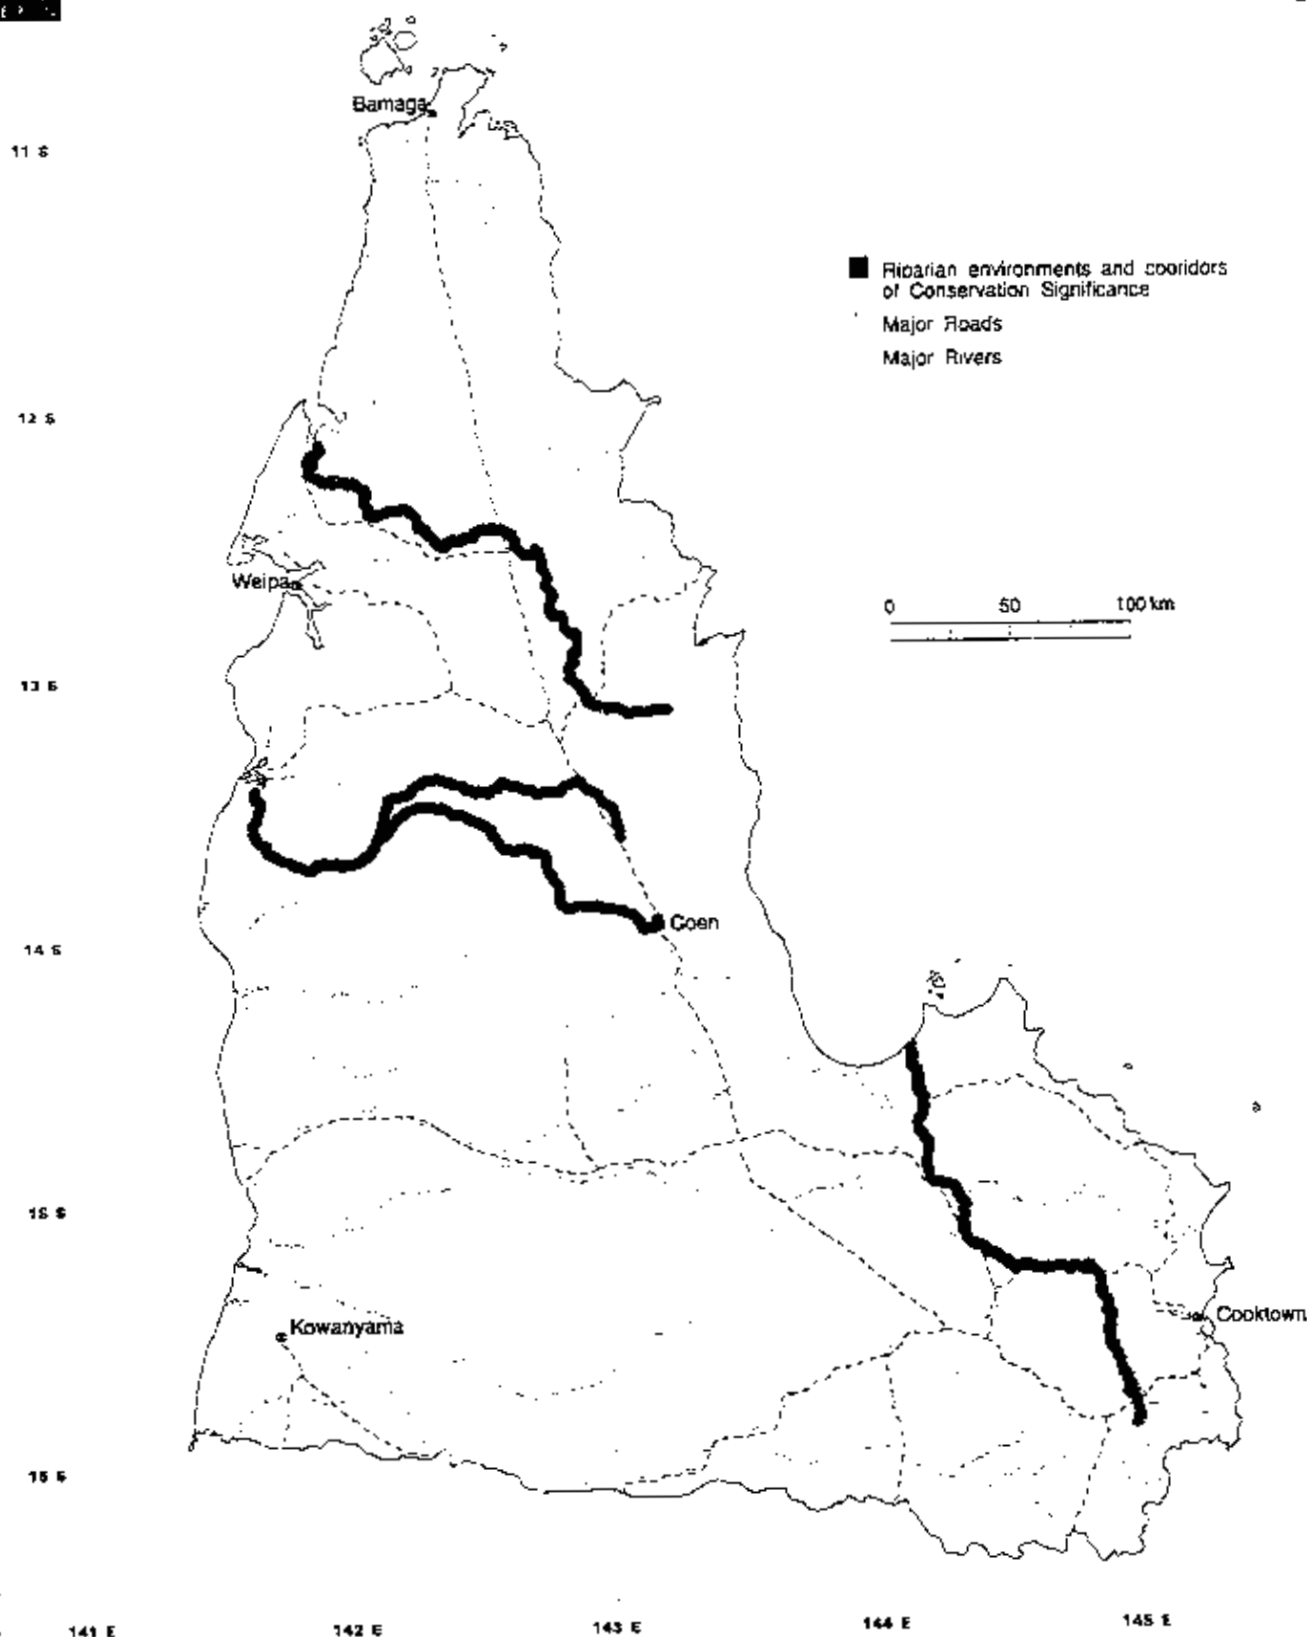 Bamaga
11 S
Riparian environments and cooridors
of Conservation Significance
Major Roads
Major Rivers
12 S
Weipa
0 50 100 km
13 S
Coen
14 S
15 S
Cooktown
Kowanyama
15 S
141 E 142 E 143 E 144 E 145 E